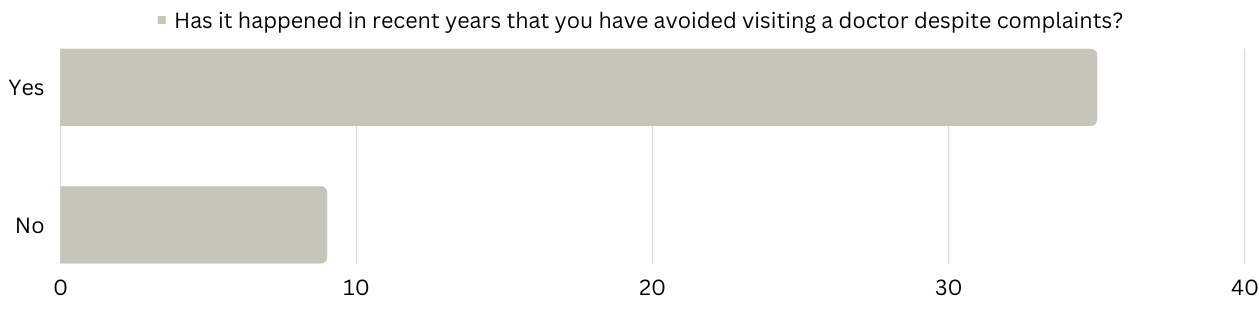 Has it happened in recent years that you have avoided visiting a doctor despite complaints?
Yes
No
0 10 20 30 40